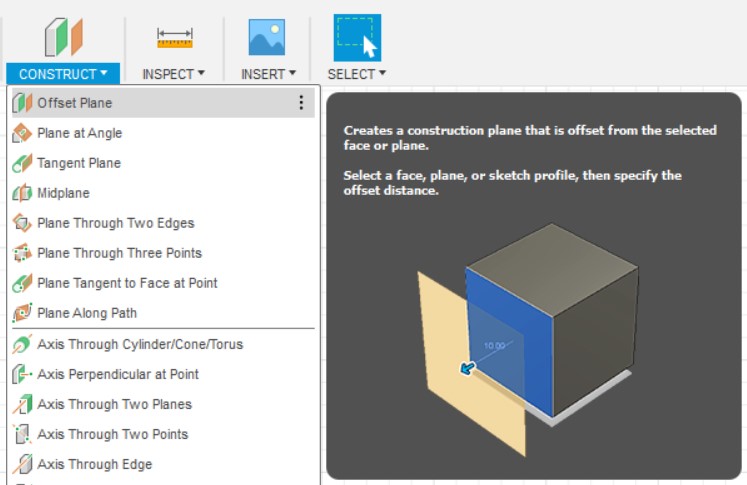 CONSTRUCT ▾ INSPECT ▾ INSERT ▾ SELECT ▾
Offset Plane
Plane at Angle
Tangent Plane
Midplane
Plane Through Two Edges
Plane Through Three Points
Plane Tangent to Face at Point
Plane Along Path
Axis Through Cylinder/Cone/Torus
Axis Perpendicular at Point
Axis Through Two Planes
Axis Through Two Points
Axis Through Edge
Creates a construction plane that is offset from the selected
face or plane.
Select a face, plane, or sketch profile, then specify the
offset distance.
10.00